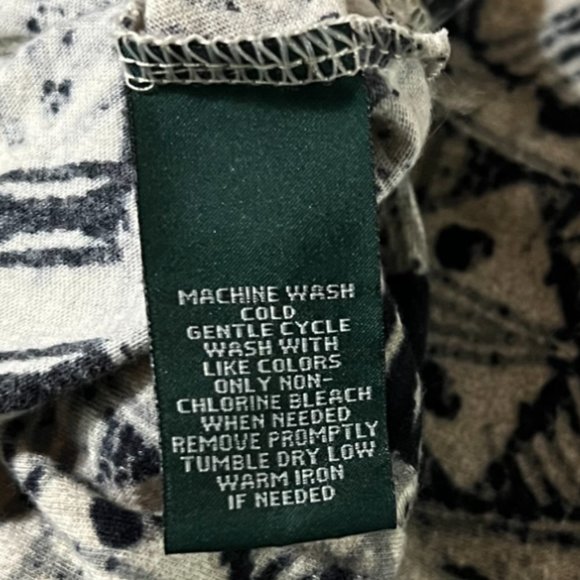 MACHINE WASH
COLD
GENTLE CYCLE
WASH WITH
LIKE COLORS
ONLY NON-
CHLORINE BLEACH
WHEN NEEDED
REMOVE PROMPTLY
TUMBLE DRY LOW
WARM IRON
IF NEEDED